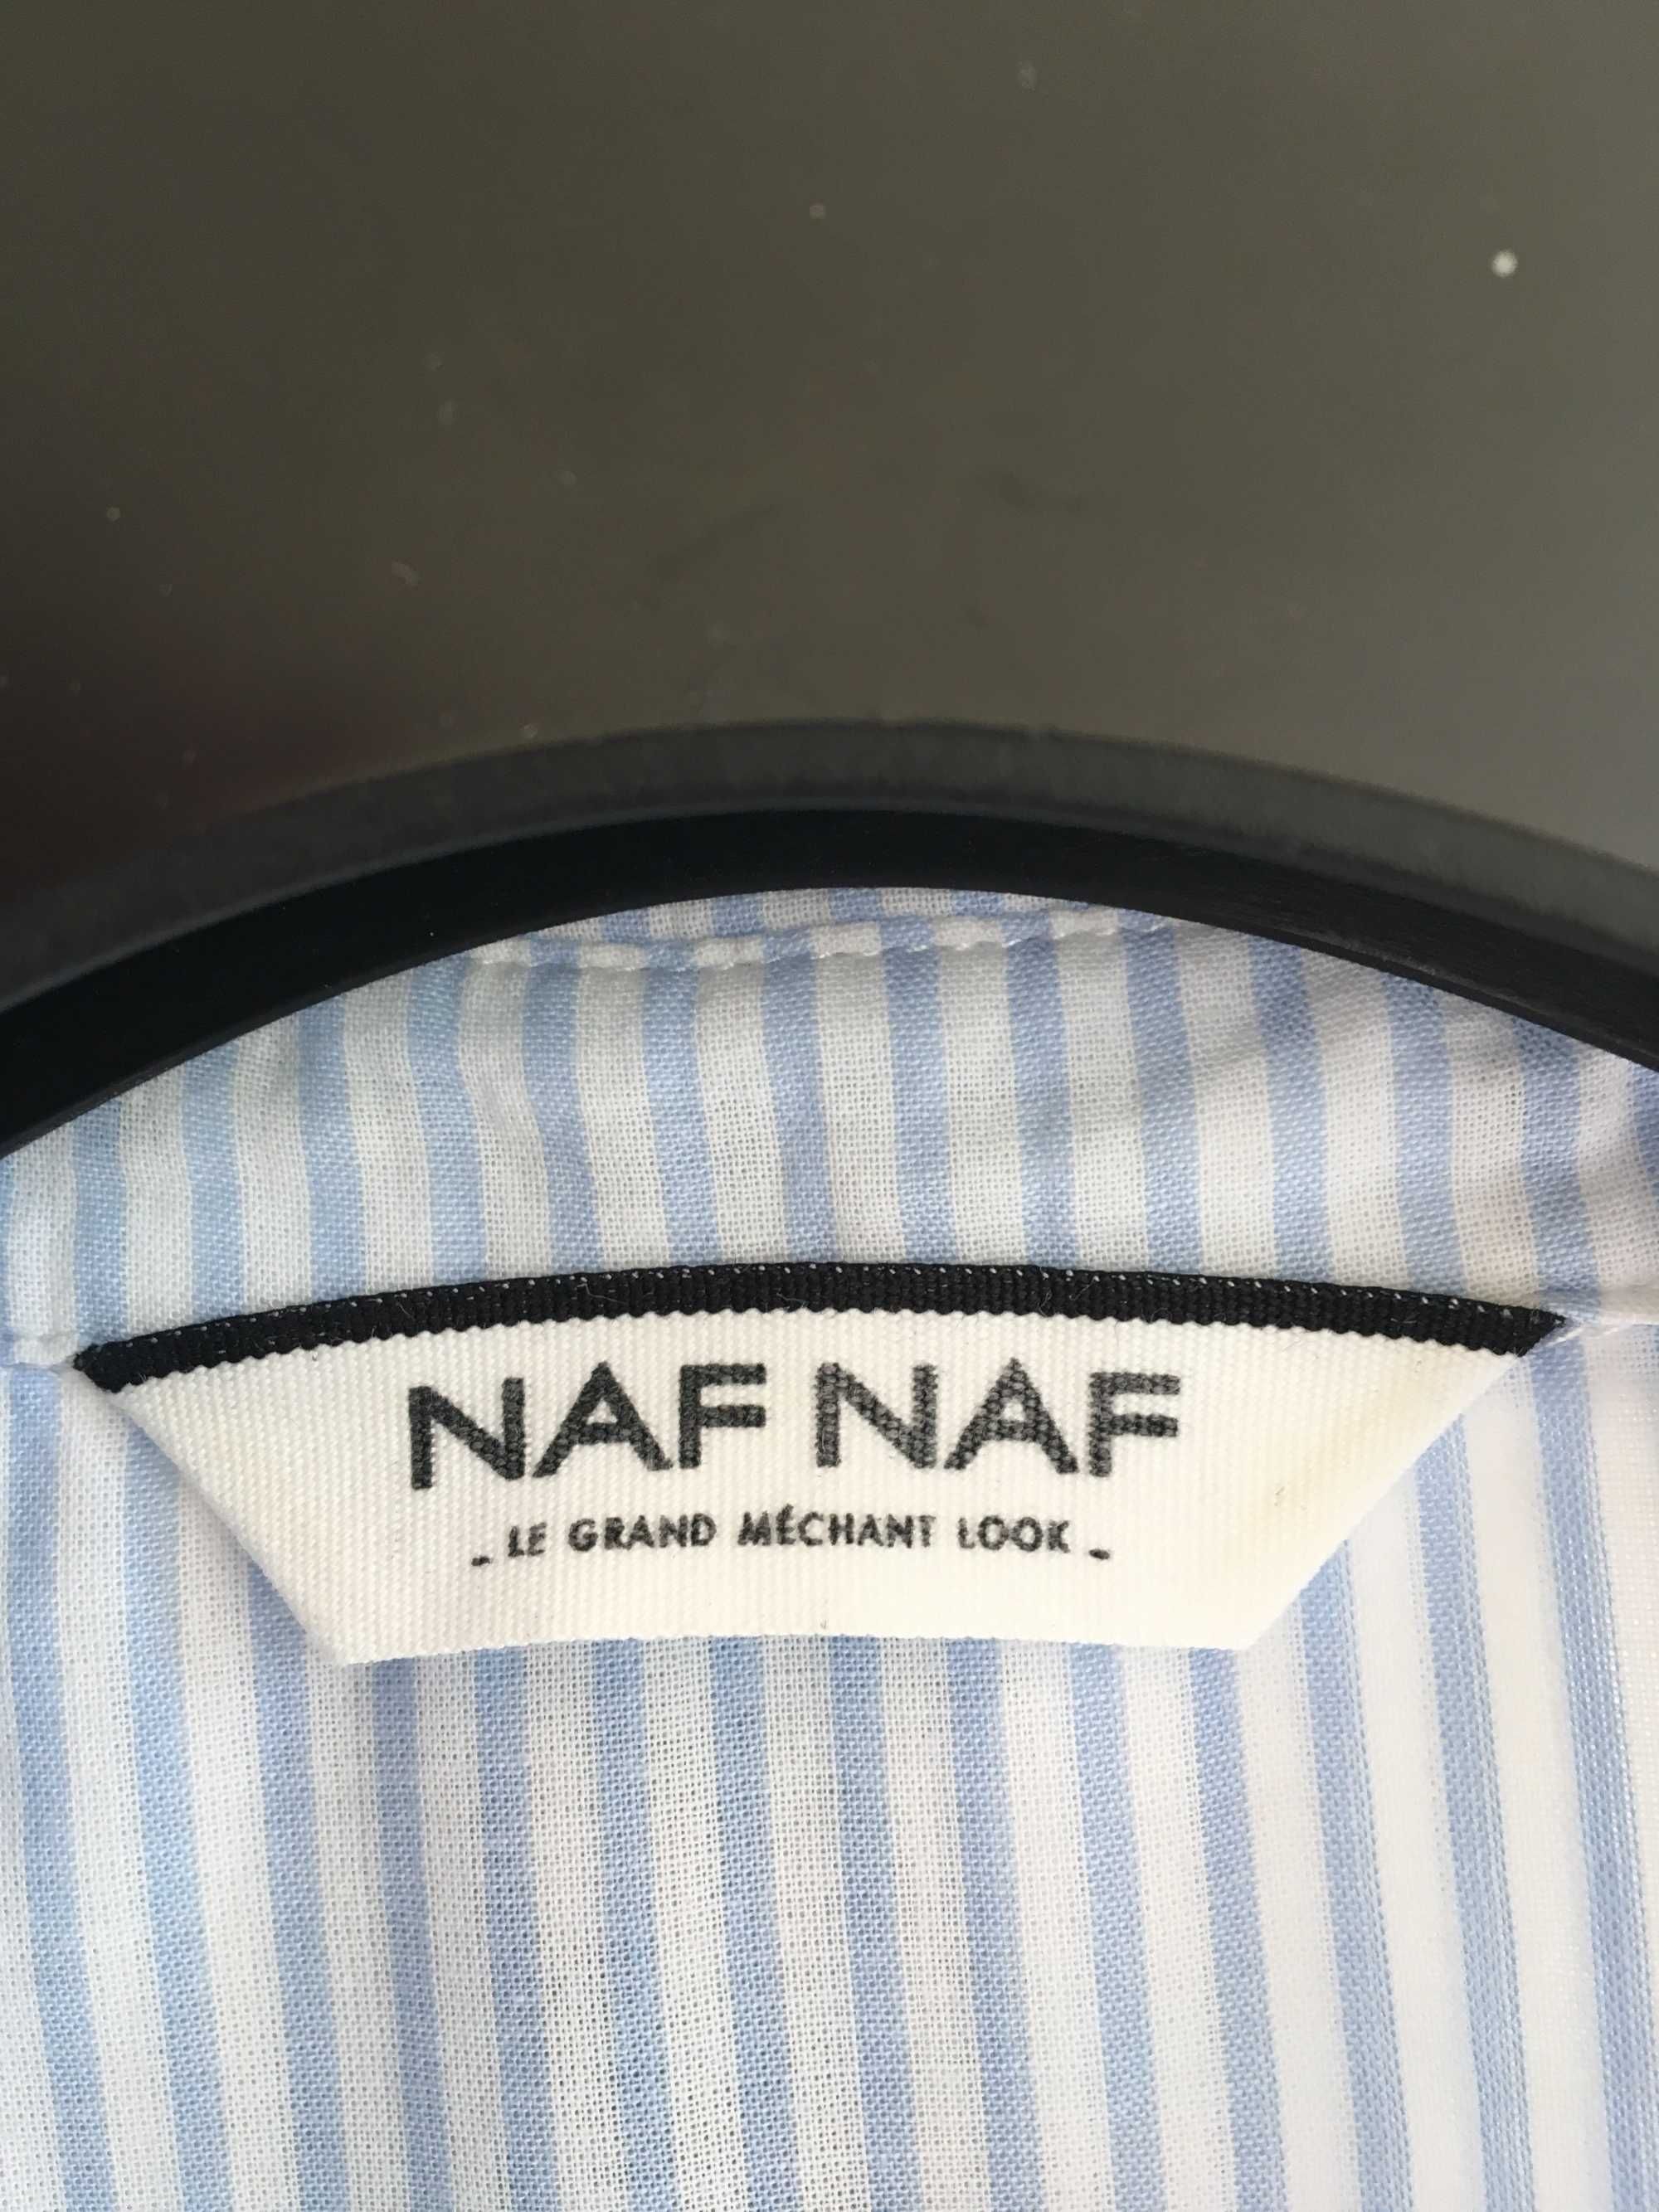 NAF NAF
- LE GRAND MÉCHANT LOOK -